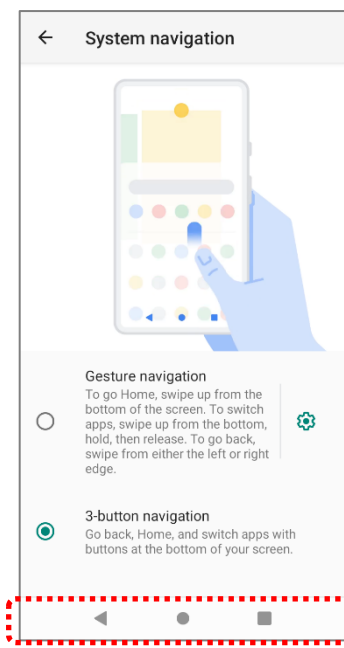 System navigation
Gesture navigation
To go Home, swipe up from the
bottom of the screen. To switch
apps, swipe up from the bottom,
hold, then release. To go back,
swipe from either the left or right
edge.
3-button navigation
Go back, Home, and switch apps with
buttons at the bottom of your screen.